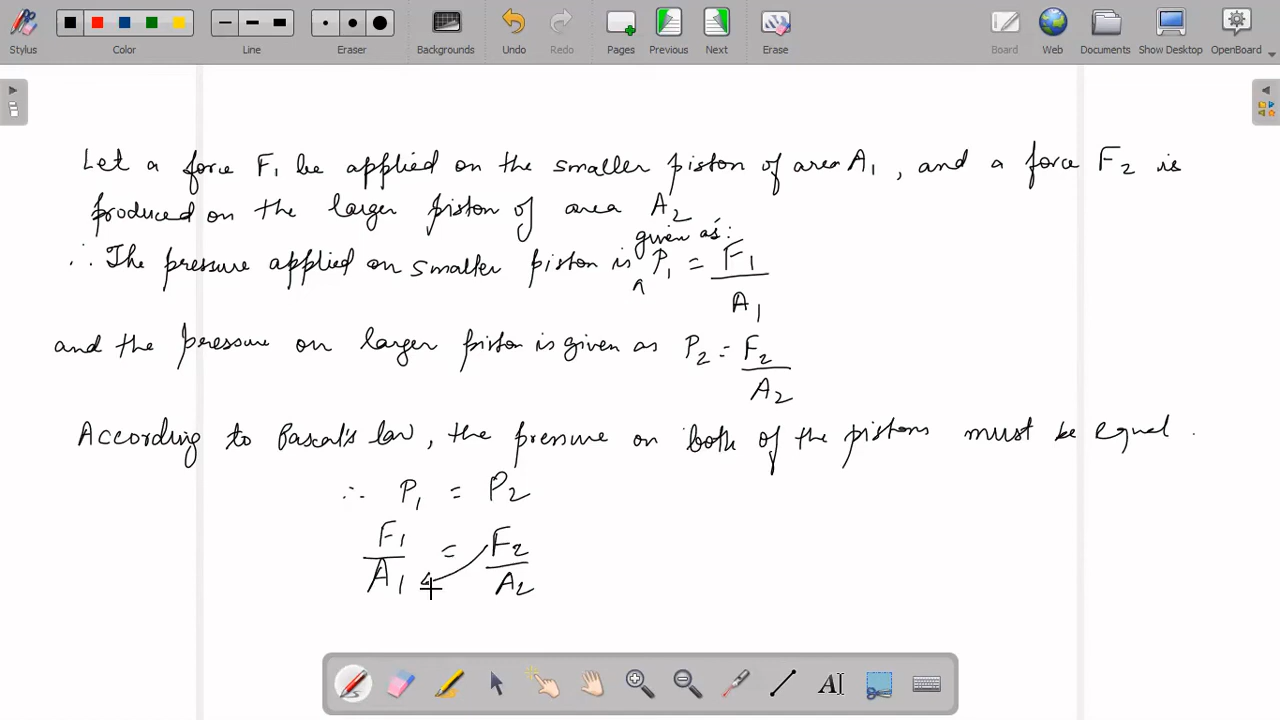 Stylus Color Line Eraser Backgrounds Undo Redo Pages Previous Next Erase Board Web Documents Show Desktop OpenBoard
Let a force F1 be applied on the smaller piston of area A1, and a force F2 is
produced on the larger piston of area A2
given as:
∴ The pressure applied on smaller piston is ^ P1 = F1/A1
and the pressure on larger piston is given as P2 = F2/A2
According to Pascal's law, the pressure on both of the pistons must be equal.
∴ P1 = P2
F1/A1 = F2/A2